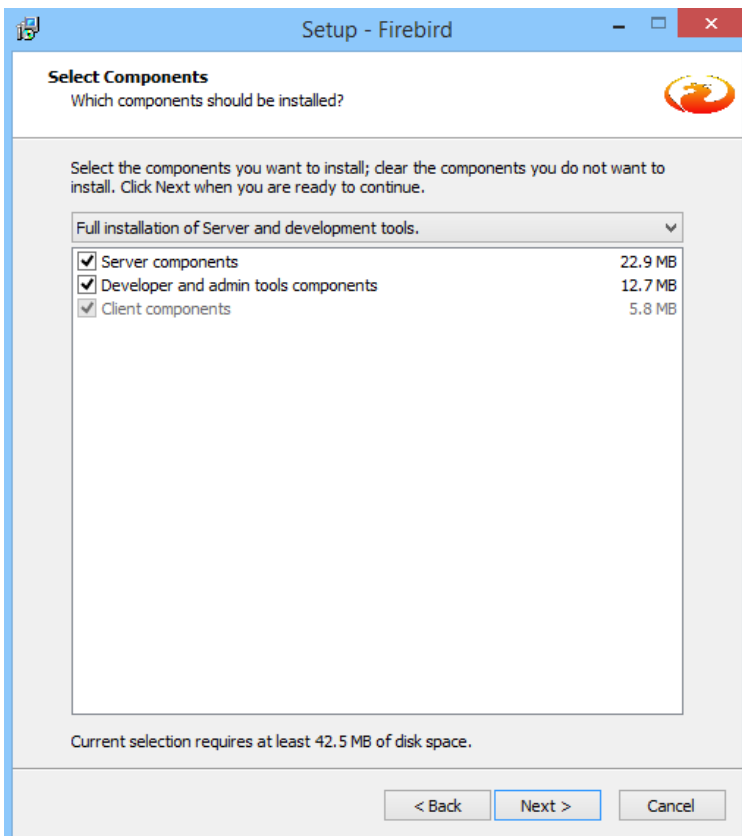 Setup - Firebird
Select Components
Which components should be installed?
Select the components you want to install; clear the components you do not want to
install. Click Next when you are ready to continue.
Full installation of Server and development tools.
Server components 22.9 MB
Developer and admin tools components 12.7 MB
Client components 5.8 MB
Current selection requires at least 42.5 MB of disk space.
< Back Next > Cancel